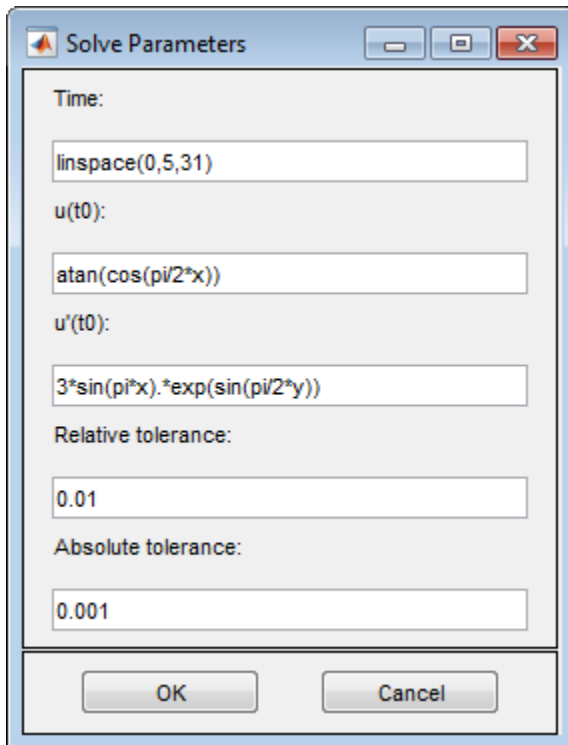 Solve Parameters
Time:
linspace(0,5,31)
u(t0):
atan(cos(pi/2*x))
u'(t0):
3*sin(pi*x).*exp(sin(pi/2*y))
Relative tolerance:
0.01
Absolute tolerance:
0.001
OK Cancel